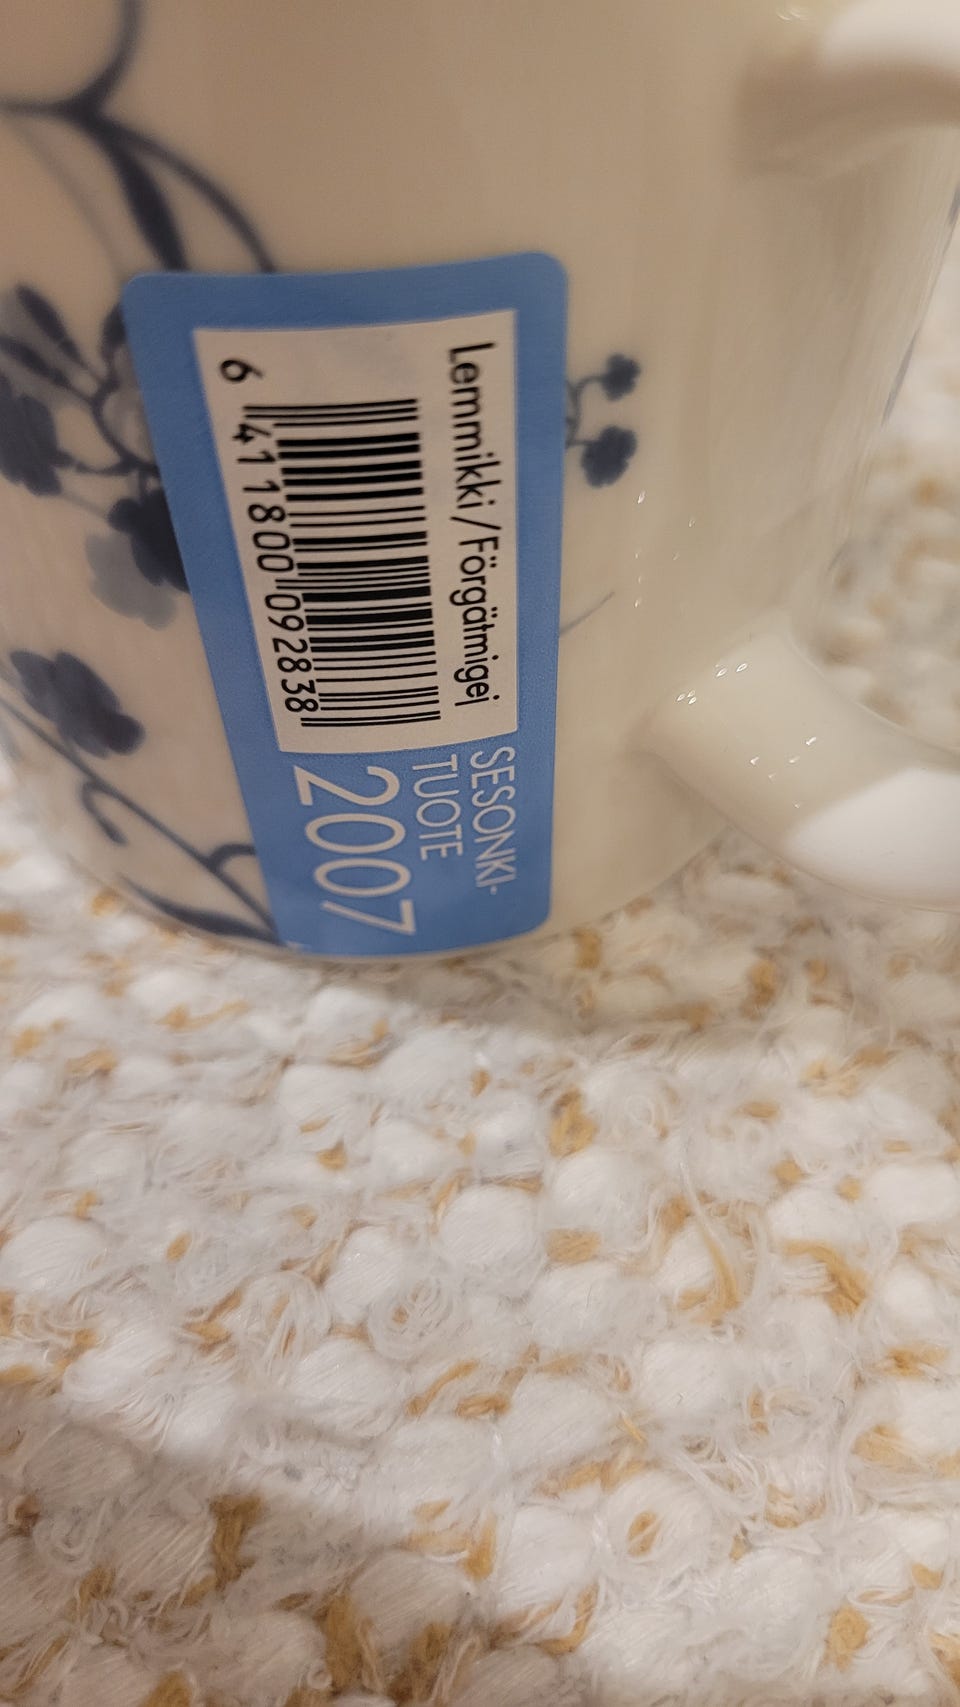 Lemmikki / Förgätmigej
6 411800 092838
SESONKI-
TUOTE
2007